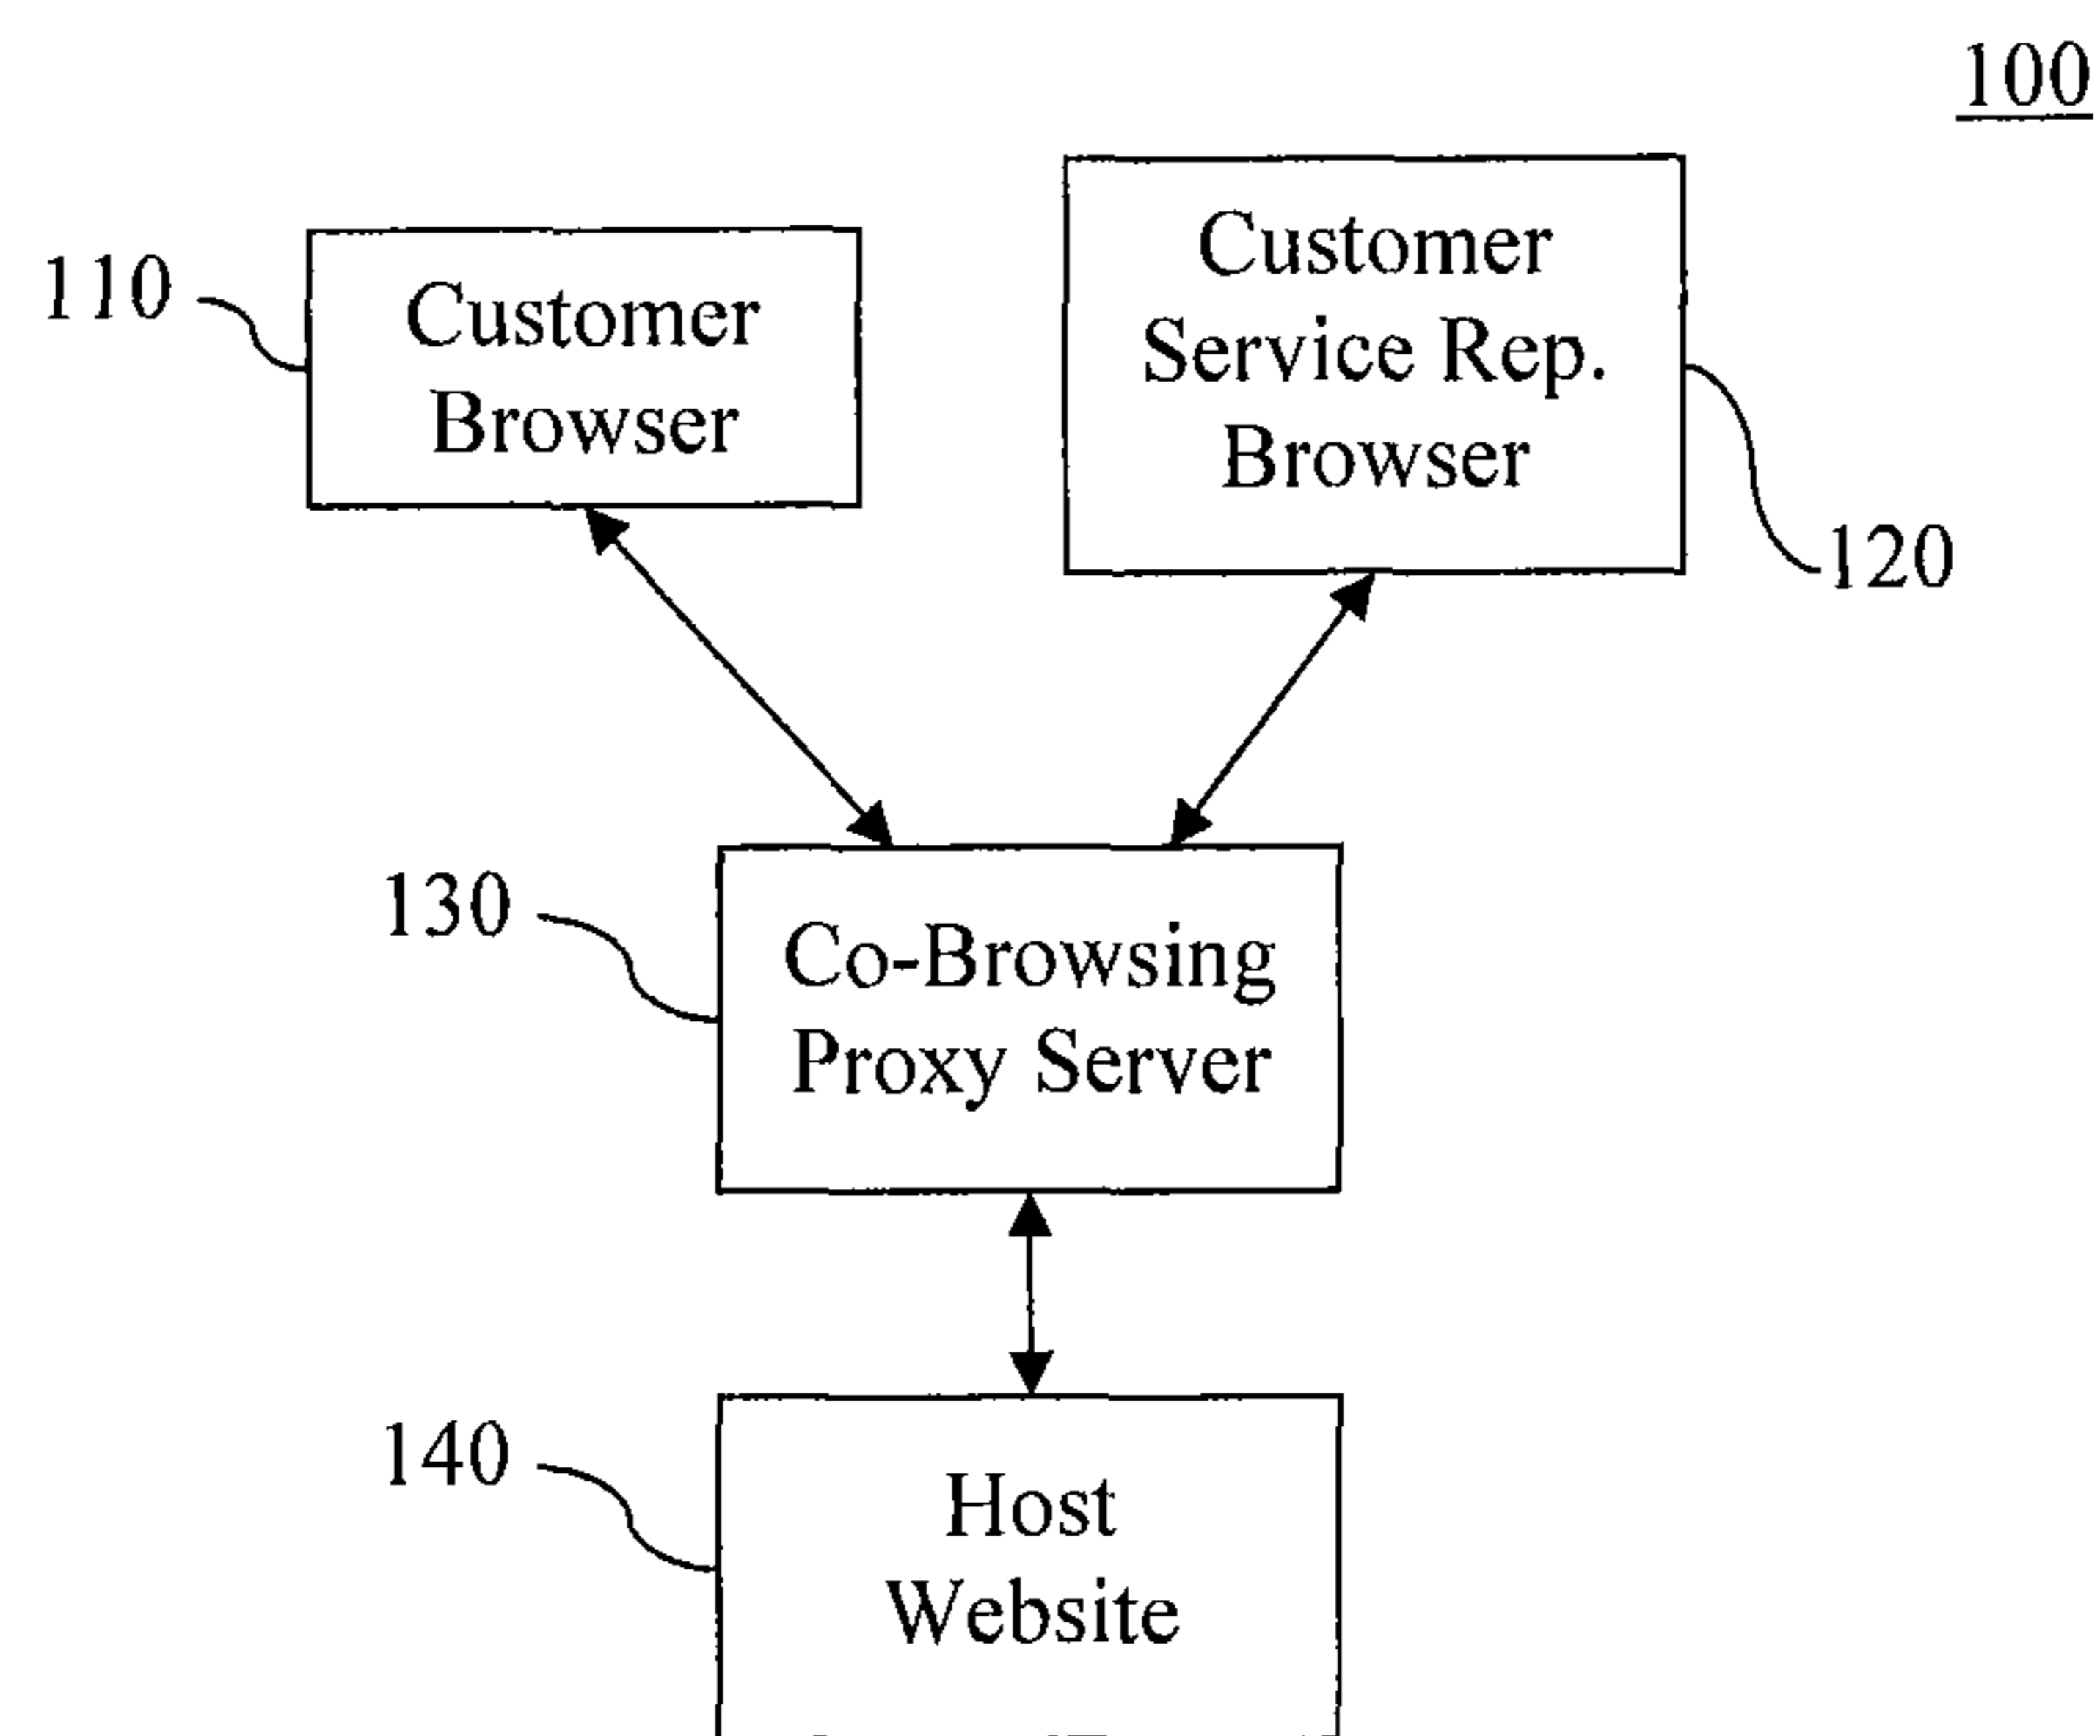 100
110
Customer
Browser
Customer
Service Rep.
Browser
120
130
Co-Browsing
Proxy Server
140
Host
Website